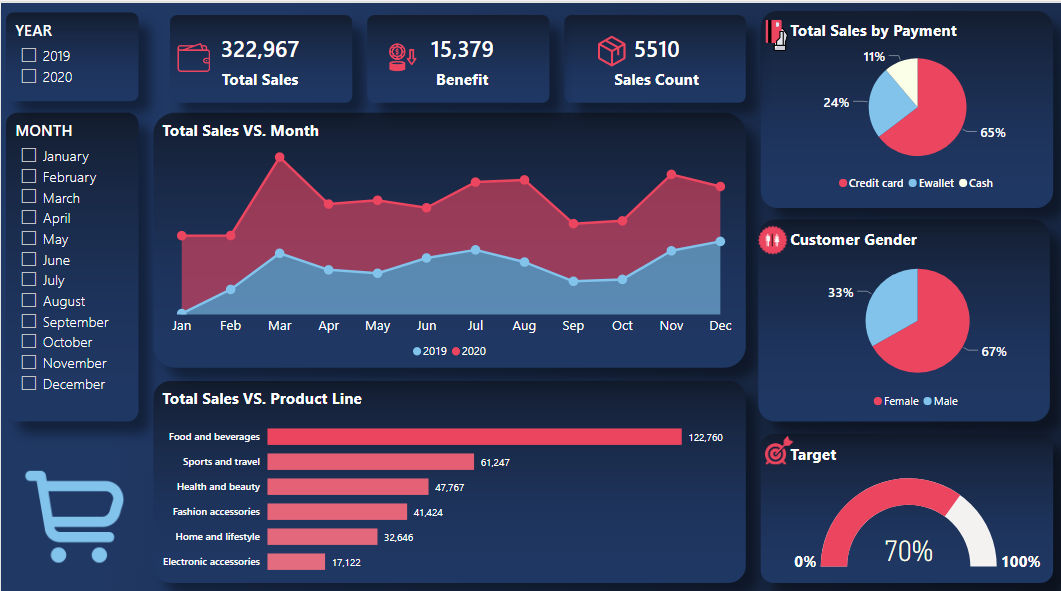 YEAR
2019
2020
MONTH
January
February
March
April
May
June
July
August
September
October
November
December
322,967
Total Sales
15,379
Benefit
5510
Sales Count
Total Sales VS. Month
Jan Feb Mar Apr May Jun Jul Aug Sep Oct Nov Dec
2019 2020
Total Sales VS. Product Line
Food and beverages 122,760
Sports and travel 61,247
Health and beauty 47,767
Fashion accessories 41,424
Home and lifestyle 32,646
Electronic accessories 17,122
Total Sales by Payment
11%
24%
65%
Credit card Ewallet Cash
Customer Gender
33%
67%
Female Male
Target
70%
0% 100%